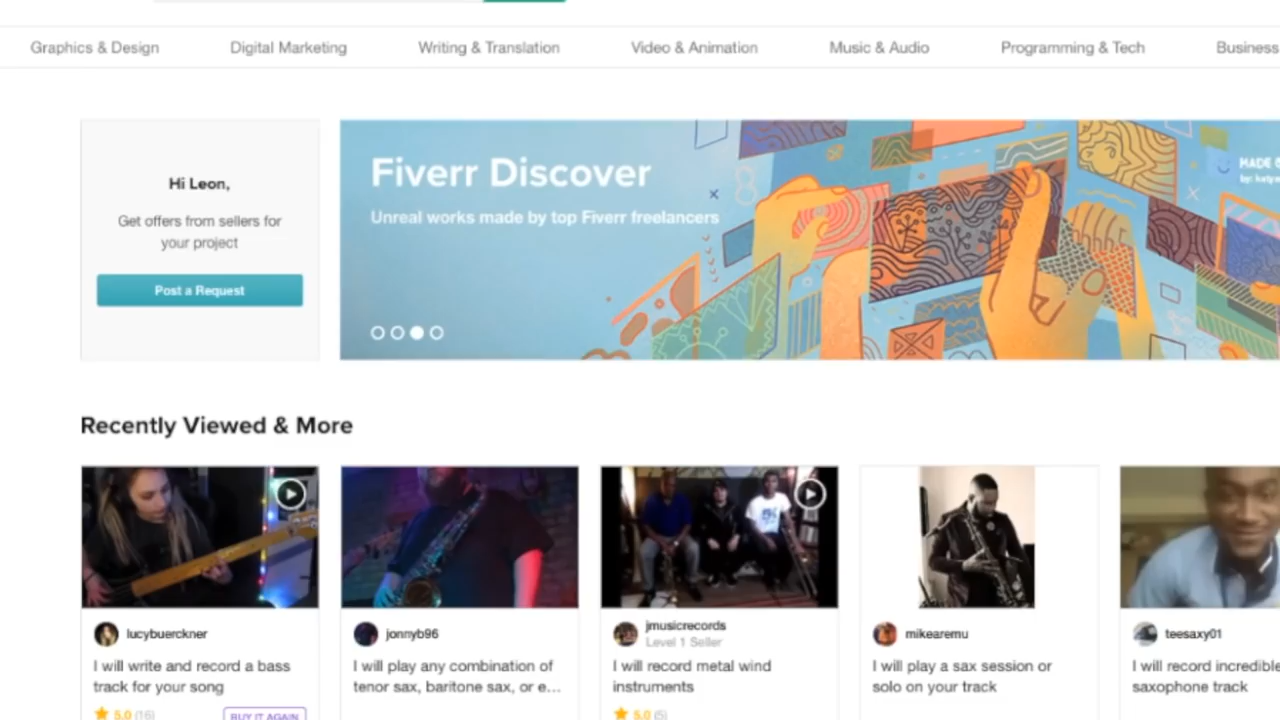 Graphics & Design
Digital Marketing
Writing & Translation
Video & Animation
Music & Audio
Programming & Tech
Business
Hi Leon,
Get offers from sellers for
your project
Post a Request
Fiverr Discover
Unreal works made by top Fiverr freelancers
MADE
by:
Recently Viewed & More
lucybuerckner
I will write and record a bass
track for your song
5.0 (16)
BUY IT AGAIN
jonnyb96
I will play any combination of
tenor sax, baritone sax, or e...
jmusicrecords
Level 1 Seller
I will record metal wind
instruments
5.0 (5)
mikearemu
I will play a sax session or
solo on your track
teesaxy01
I will record incredible
saxophone track